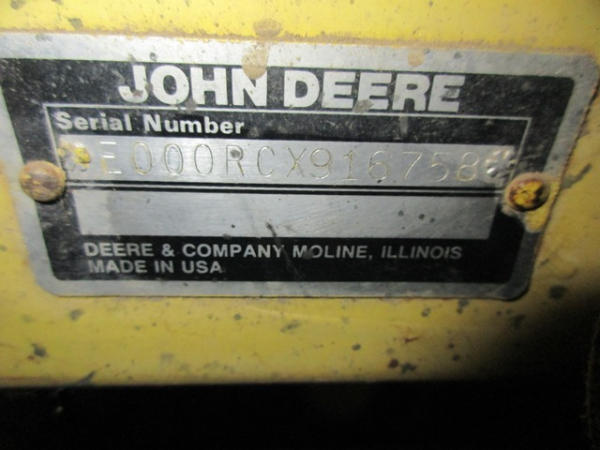 JOHN DEERE
Serial Number
*E000RCX916758*
DEERE & COMPANY MOLINE, ILLINOIS
MADE IN USA